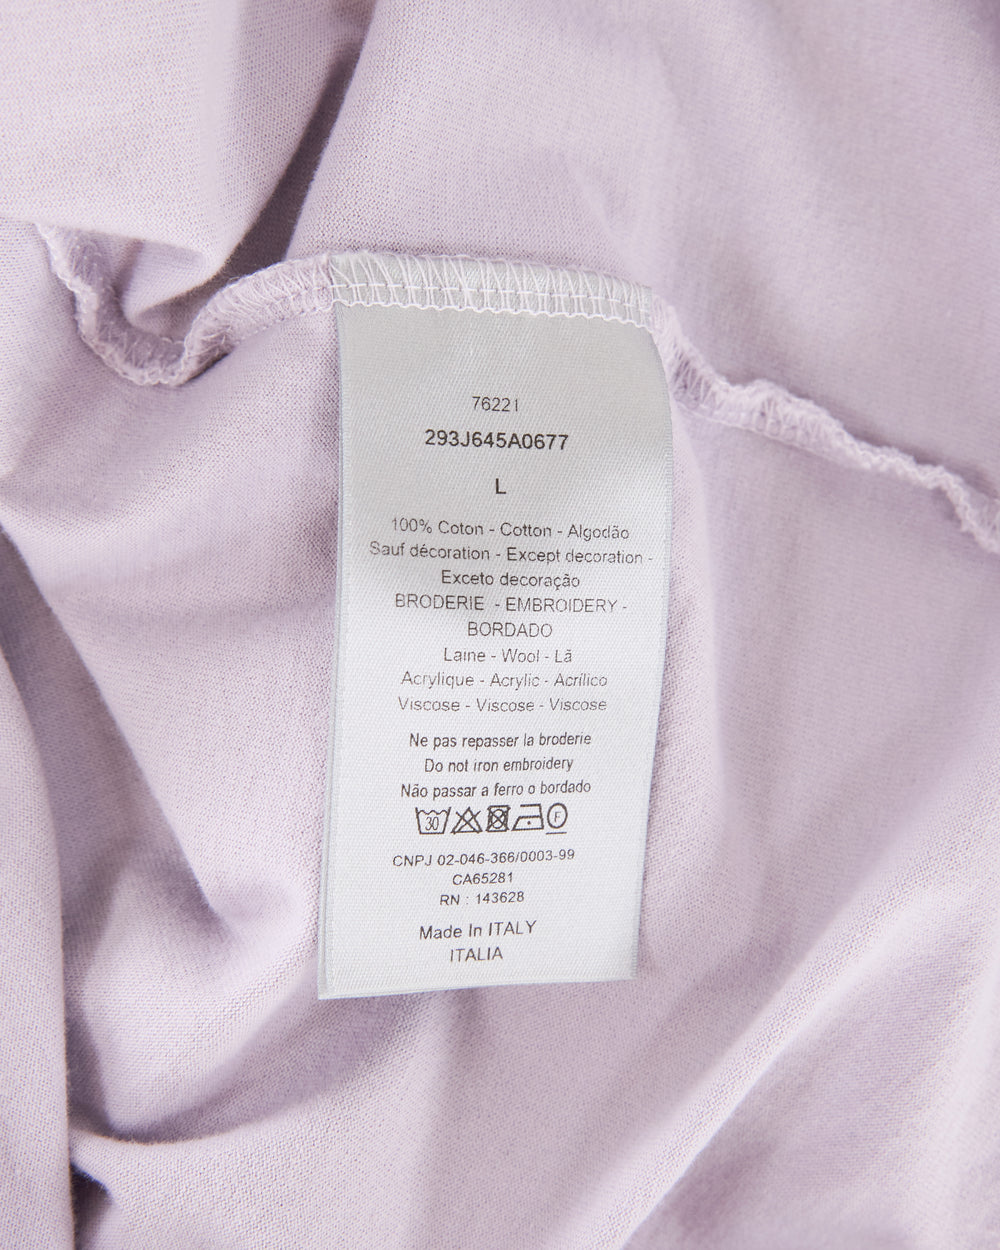 76221
293J645A0677
L
100% Coton - Cotton - Algodão
Sauf décoration - Except decoration -
Exceto decoração
BRODERIE - EMBROIDERY -
BORDADO
Laine - Wool - Lã
Acrylique - Acrylic - Acrílico
Viscose - Viscose - Viscose
Ne pas repasser la broderie
Do not iron embroidery
Não passar a ferro o bordado
30 F
CNPJ 02-046-366/0003-99
CA65281
RN : 143628
Made In ITALY
ITALIA